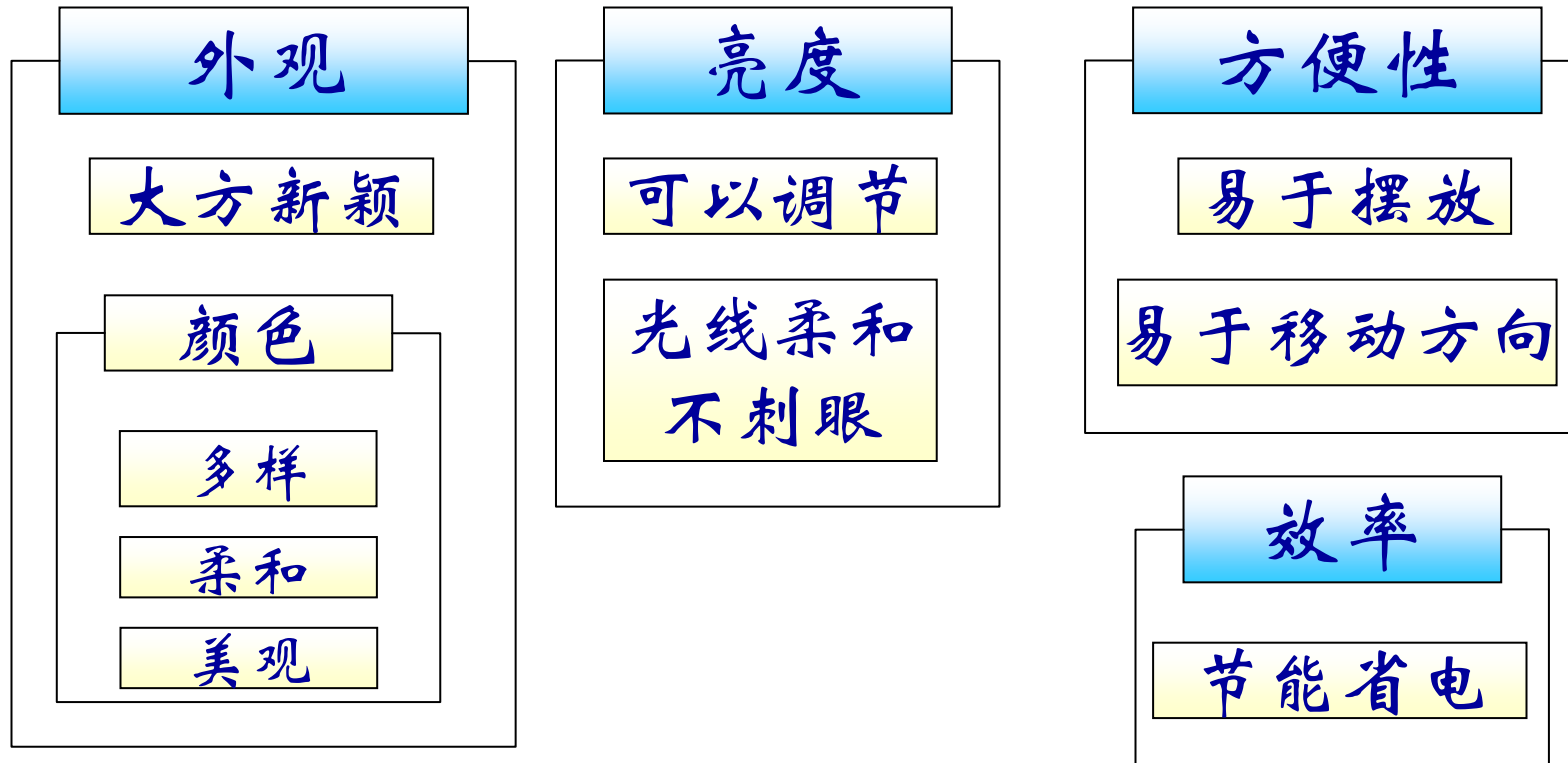 外观
大方新颖
颜色
多样
柔和
美观
亮度
可以调节
光线柔和
不刺眼
方便性
易于摆放
易于移动方向
效率
节能省电